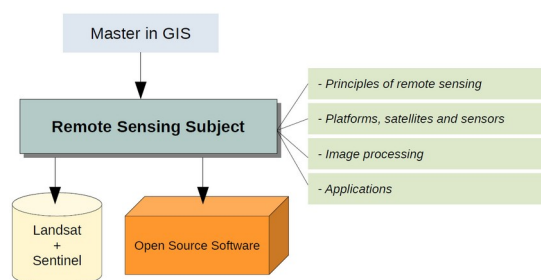 Master in GIS
Remote Sensing Subject
- Principles of remote sensing
- Platforms, satellites and sensors
- Image processing
- Applications
Landsat
+
Sentinel
Open Source Software